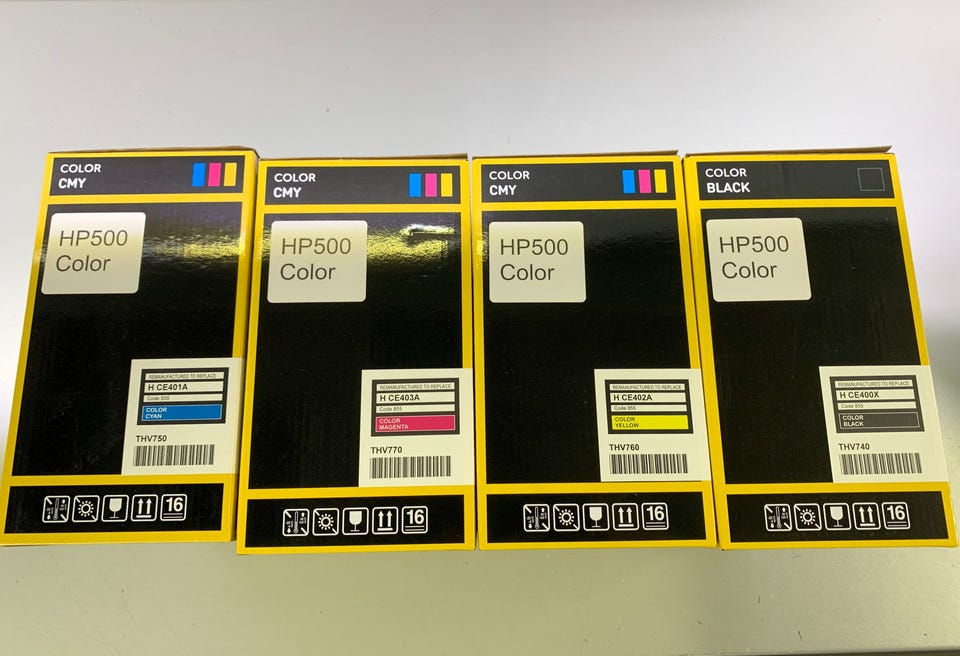 COLOR
CMY
HP500
Color
REMANUFACTURED TO REPLACE
H CE401A
Code 855
COLOR
CYAN
THV750
16
COLOR
CMY
HP500
Color
REMANUFACTURED TO REPLACE
H CE403A
Code 855
COLOR
MAGENTA
THV770
16
COLOR
CMY
HP500
Color
REMANUFACTURED TO REPLACE
H CE402A
Code 855
COLOR
YELLOW
THV760
16
COLOR
BLACK
HP500
Color
REMANUFACTURED TO REPLACE
H CE400X
Code 855
COLOR
BLACK
THV740
16